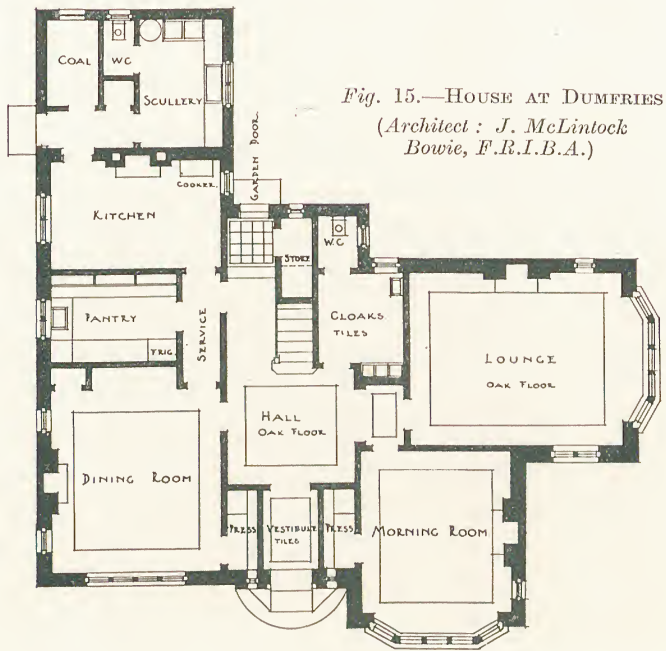 COAL
WC
SCULLERY
Fig. 15.—HOUSE AT DUMFRIES
(Architect : J. McLintock
Bowie, F.R.I.B.A.)
GARDEN DOOR.
COOKER.
KITCHEN
STORE
W.C
PANTRY
FRIG.
SERVICE
CLOAKS
TILES
LOUNGE
OAK FLOOR
HALL
OAK FLOOR
DINING ROOM
PRESS
VESTIBULE
TILES
PRESS
MORNING ROOM